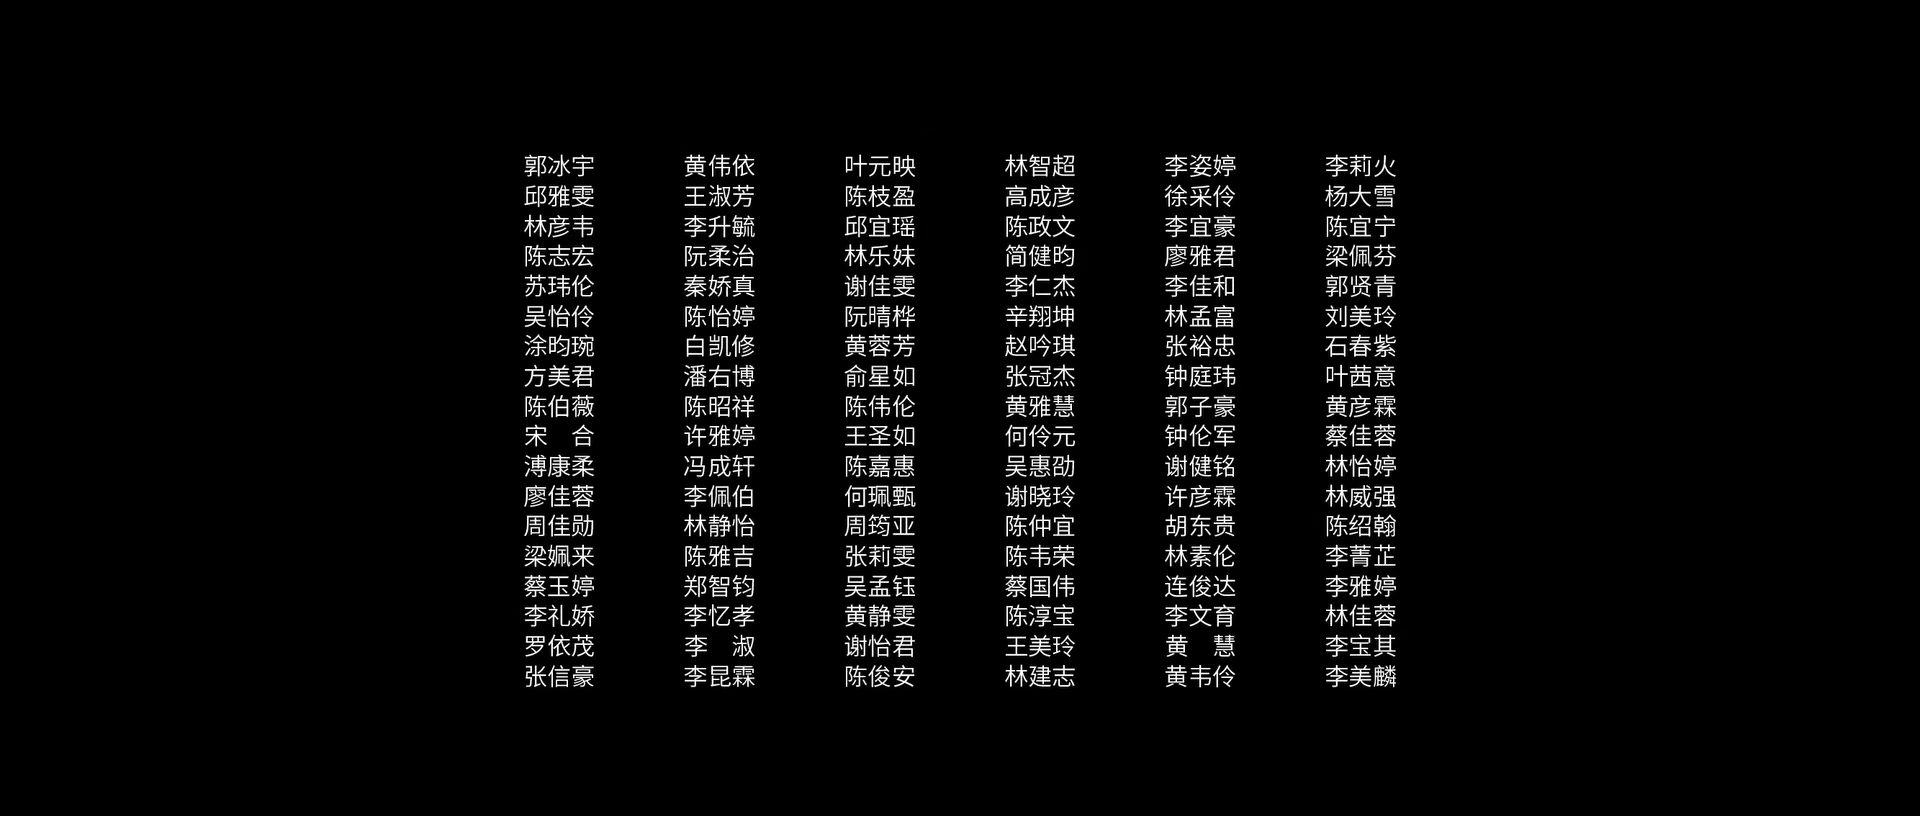 郭冰宇 黄伟依 叶元映 林智超 李姿婷 李莉火
邱雅雯 王淑芳 陈枝盈 高成彦 徐采伶 杨大雪
林彦韦 李升毓 邱宜瑶 陈政文 李宜豪 陈宜宁
陈志宏 阮柔治 林乐妹 简健昀 廖雅君 梁佩芬
苏玮伦 秦娇真 谢佳雯 李仁杰 李佳和 郭贤青
吴怡伶 陈怡婷 阮晴桦 辛翔坤 林孟富 刘美玲
涂昀琬 白凯修 黄蓉芳 赵吟琪 张裕忠 石春紫
方美君 潘右博 俞星如 张冠杰 钟庭玮 叶茜意
陈伯薇 陈昭祥 陈伟伦 黄雅慧 郭子豪 黄彦霖
宋　合 许雅婷 王圣如 何伶元 钟伦军 蔡佳蓉
溥康柔 冯成轩 陈嘉惠 吴惠劭 谢健铭 林怡婷
廖佳蓉 李佩伯 何珮甄 谢晓玲 许彦霖 林威强
周佳勋 林静怡 周筠亚 陈仲宜 胡东贵 陈绍翰
梁姵来 陈雅吉 张莉雯 陈韦荣 林素伦 李菁芷
蔡玉婷 郑智钧 吴孟钰 蔡国伟 连俊达 李雅婷
李礼娇 李忆孝 黄静雯 陈淳宝 李文育 林佳蓉
罗依茂 李　淑 谢怡君 王美玲 黄　慧 李宝其
张信豪 李昆霖 陈俊安 林建志 黄韦伶 李美麟